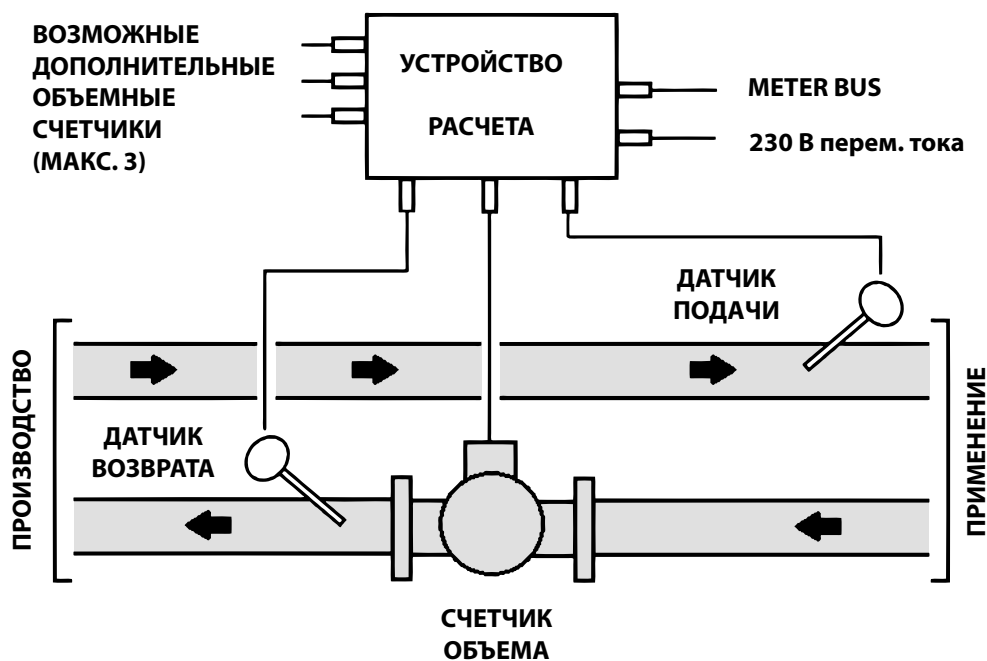 ВОЗМОЖНЫЕ
ДОПОЛНИТЕЛЬНЫЕ
ОБЪЕМНЫЕ
СЧЕТЧИКИ
(МАКС. 3)
УСТРОЙСТВО
РАСЧЕТА
METER BUS
230 В перем. тока
ДАТЧИК
ПОДАЧИ
ПРОИЗВОДСТВО
ДАТЧИК
ВОЗВРАТА
ПРИМЕНЕНИЕ
СЧЕТЧИК
ОБЪЕМА